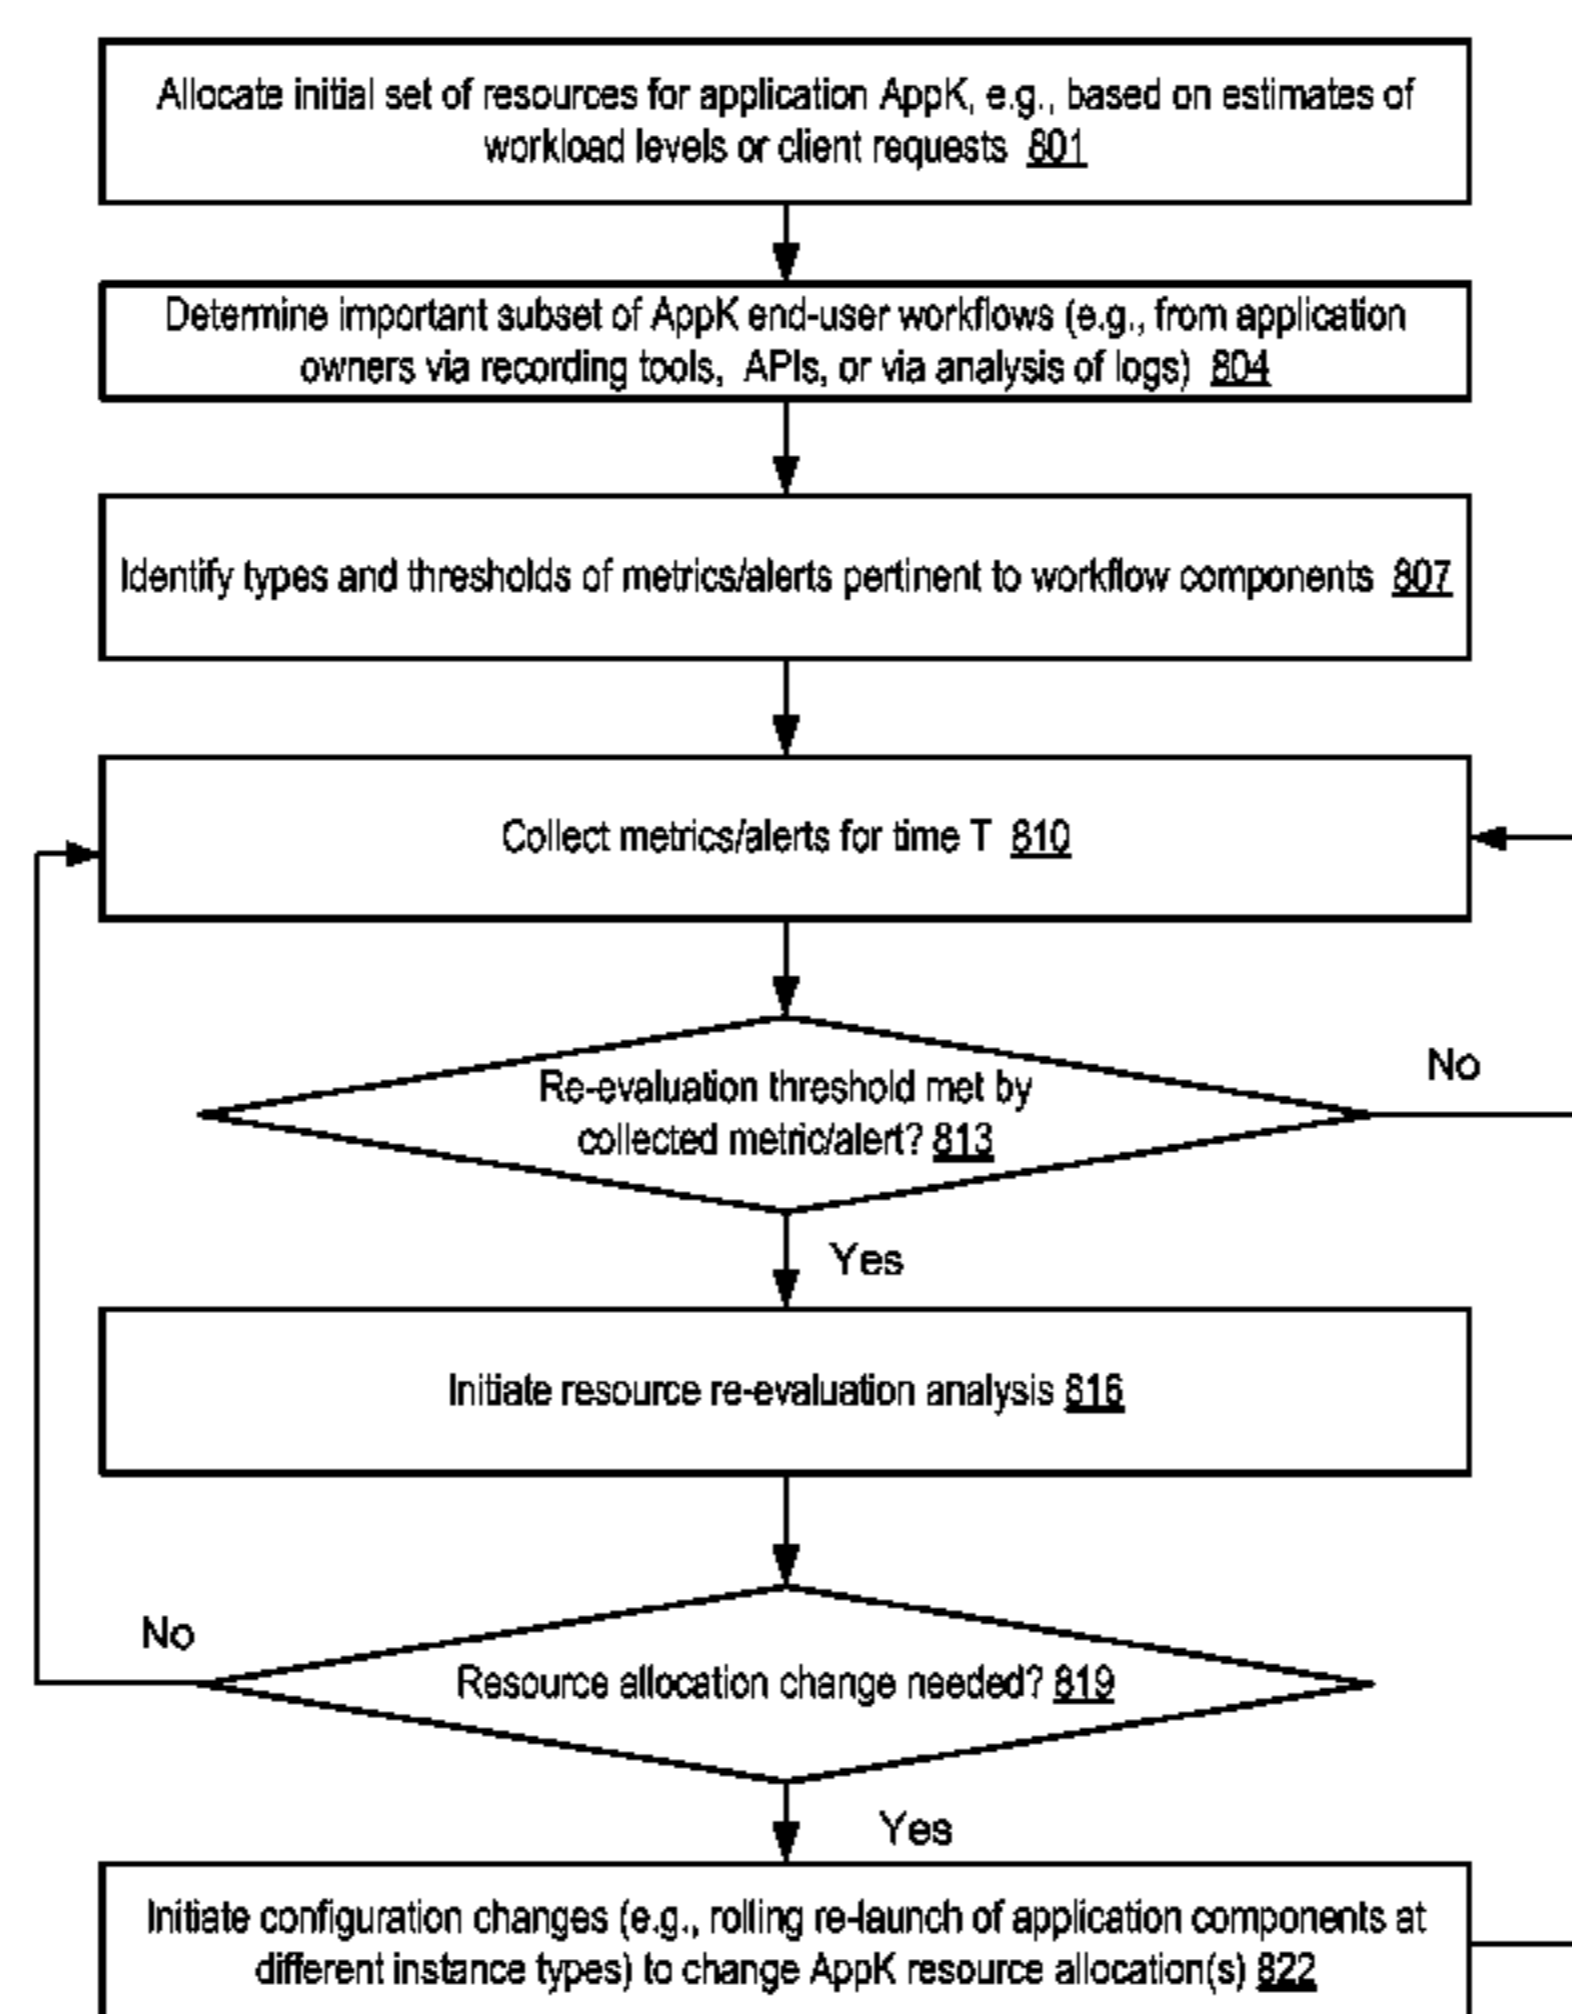 Allocate initial set of resources for application AppK, e.g., based on estimates of
workload levels or client requests 801
Determine important subset of AppK end-user workflows (e.g., from application
owners via recording tools, APIs, or via analysis of logs) 804
Identify types and thresholds of metrics/alerts pertinent to workflow components 807
Collect metrics/alerts for time T 810
Re-evaluation threshold met by
collected metric/alert? 813
No
Yes
Initiate resource re-evaluation analysis 816
No
Resource allocation change needed? 819
Yes
Initiate configuration changes (e.g., rolling re-launch of application components at
different instance types) to change AppK resource allocation(s) 822